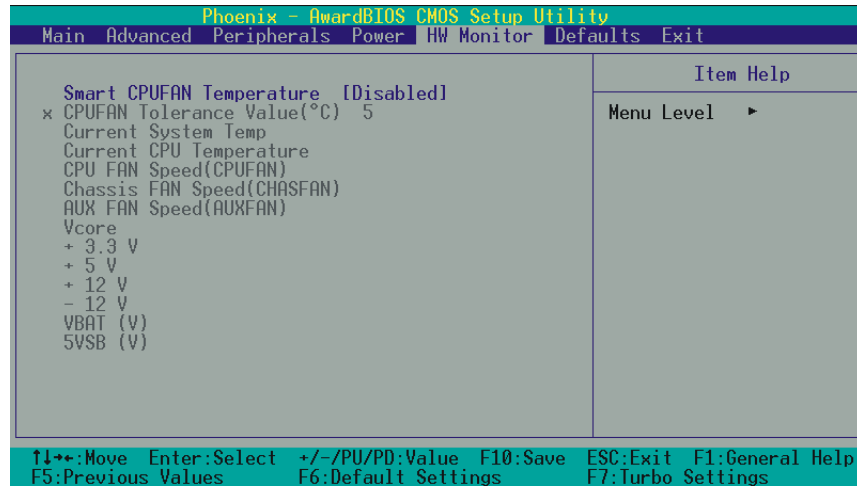 Phoenix - AwardBIOS CMOS Setup Utility
Main Advanced Peripherals Power HW Monitor Defaults Exit
Smart CPUFAN Temperature [Disabled]
x CPUFAN Tolerance Value(°C) 5
Current System Temp
Current CPU Temperature
CPU FAN Speed(CPUFAN)
Chassis FAN Speed(CHASFAN)
AUX FAN Speed(AUXFAN)
Vcore
+ 3.3 V
+ 5 V
+ 12 V
- 12 V
VBAT (V)
5VSB (V)
Item Help
Menu Level ►
↑↓→←:Move Enter:Select +/-/PU/PD:Value F10:Save ESC:Exit F1:General Help
F5:Previous Values F6:Default Settings F7:Turbo Settings